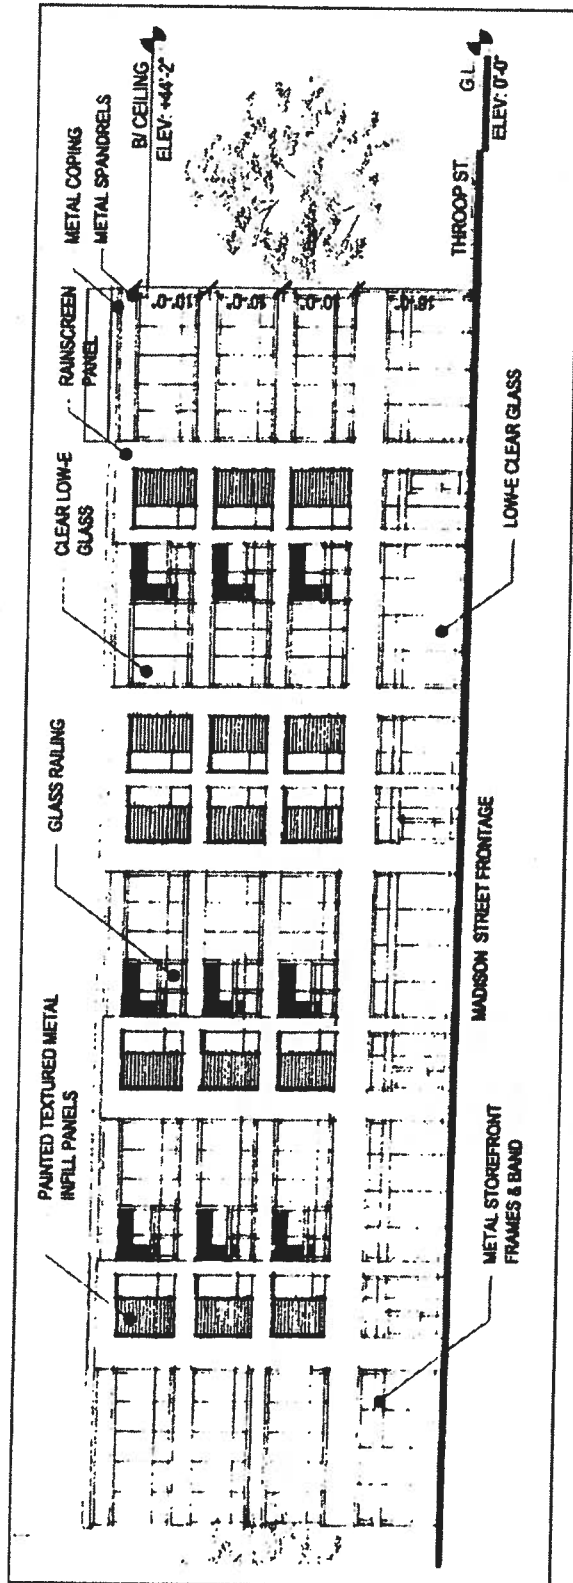 PAINTED TEXTURED METAL
INFILL PANELS
GLASS RAILING
CLEAR LOW-E
GLASS
RAINSCREEN
PANEL
METAL COPING
METAL SPANDRELS
B/ CEILING
ELEV: +44'-2"
10'-0"
10'-0"
10'-0"
16'-0"
G.L.
ELEV: 0'-0"
THROOP ST.
METAL STOREFRONT
FRAMES & BAND
MADISON STREET FRONTAGE
LOW-E CLEAR GLASS